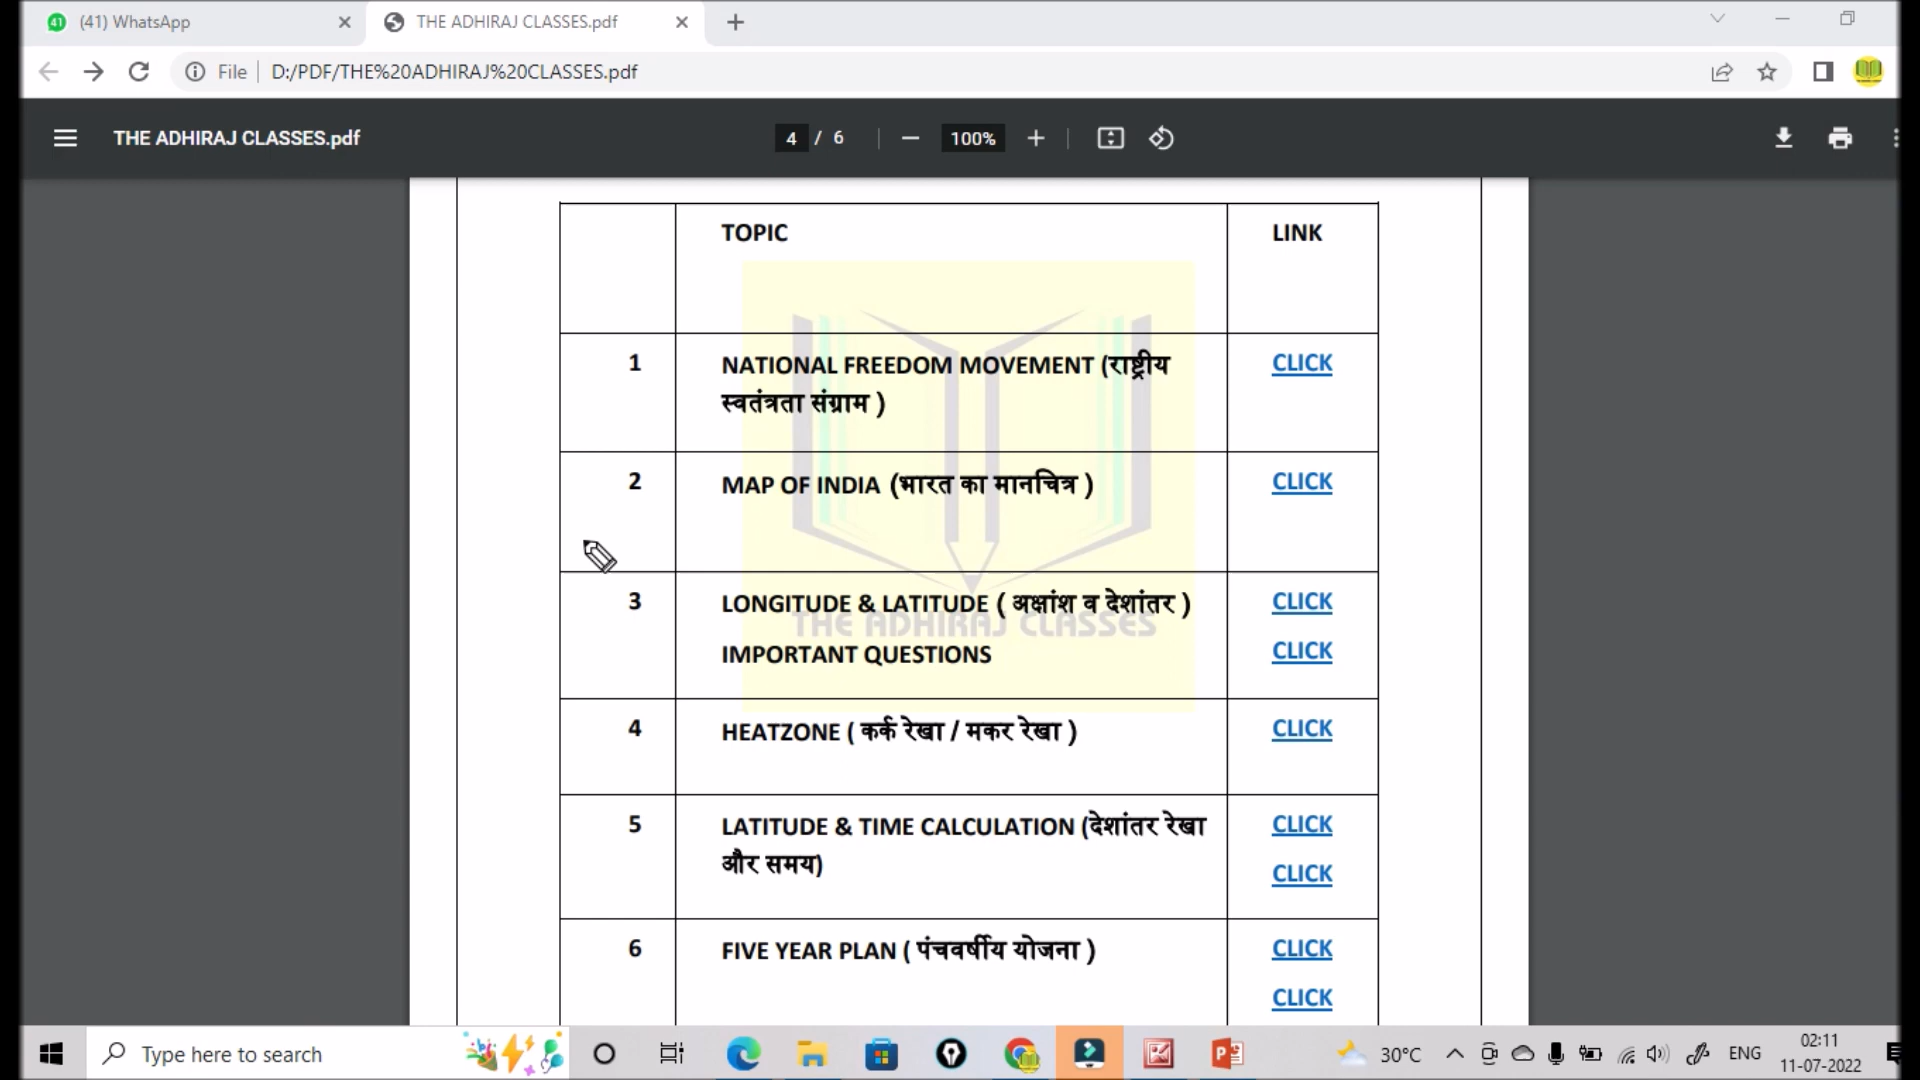 41
(41) WhatsApp
THE ADHIRAJ CLASSES.pdf
File
D:/PDF/THE%20ADHIRAJ%20CLASSES.pdf
THE ADHIRAJ CLASSES.pdf
4 / 6
100%
TOPIC
LINK
1
NATIONAL FREEDOM MOVEMENT (राष्ट्रीय
स्वतंत्रता संग्राम )
CLICK
2
MAP OF INDIA (भारत का मानचित्र )
CLICK
3
LONGITUDE & LATITUDE ( अक्षांश व देशांतर )
CLICK
THE ADHIRAJ CLASSES
IMPORTANT QUESTIONS
CLICK
4
HEATZONE ( कर्क रेखा / मकर रेखा )
CLICK
5
LATITUDE & TIME CALCULATION (देशांतर रेखा
और समय)
CLICK
CLICK
6
FIVE YEAR PLAN ( पंचवर्षीय योजना )
CLICK
CLICK
Type here to search
30°C
ENG
02:11
11-07-2022